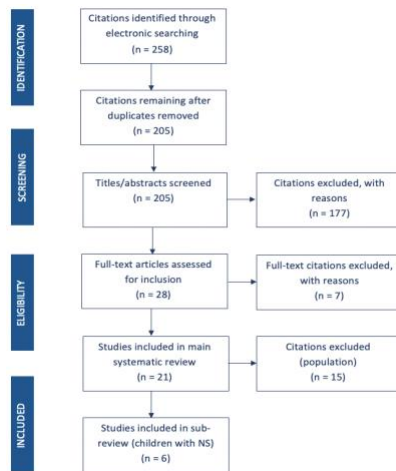 IDENTIFICATION
Citations identified through
electronic searching
(n = 258)
Citations remaining after
duplicates removed
(n = 205)
SCREENING
Titles/abstracts screened
(n = 205)
Citations excluded, with
reasons
(n = 177)
ELIGIBILITY
Full-text articles assessed
for inclusion
(n = 28)
Full-text citations excluded,
with reasons
(n = 7)
Studies included in main
systematic review
(n = 21)
Citations excluded
(population)
(n = 15)
INCLUDED
Studies included in sub-
review (children with NS)
(n = 6)